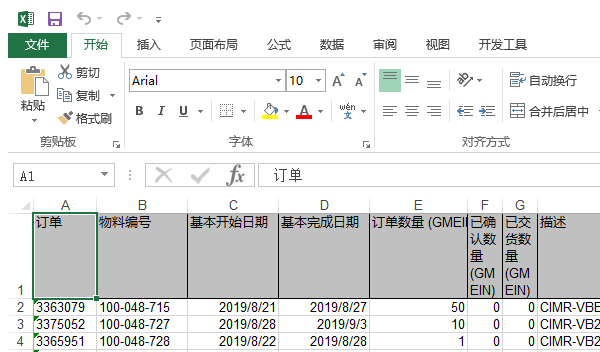 文件 开始 插入 页面布局 公式 数据 审阅 视图 开发工具
剪切
Arial 10 A A
自动换行
复制
粘贴
格式刷
B I U A wén 文
合并后居中
剪贴板 字体 对齐方式
A1 fx 订单
A B C D E F G
1 订单 物料编号 基本开始日期 基本完成日期 订单数量 (GMEIN 已确认数量 (GMEIN) 已交货数量 (GMEIN) 描述
2 3363079 100-048-715 2019/8/21 2019/8/27 50 0 0 CIMR-VBE
3 3375052 100-048-727 2019/8/28 2019/9/3 10 0 0 CIMR-VB2
4 3365951 100-048-728 2019/8/22 2019/8/28 1 0 0 CIMR-VB2